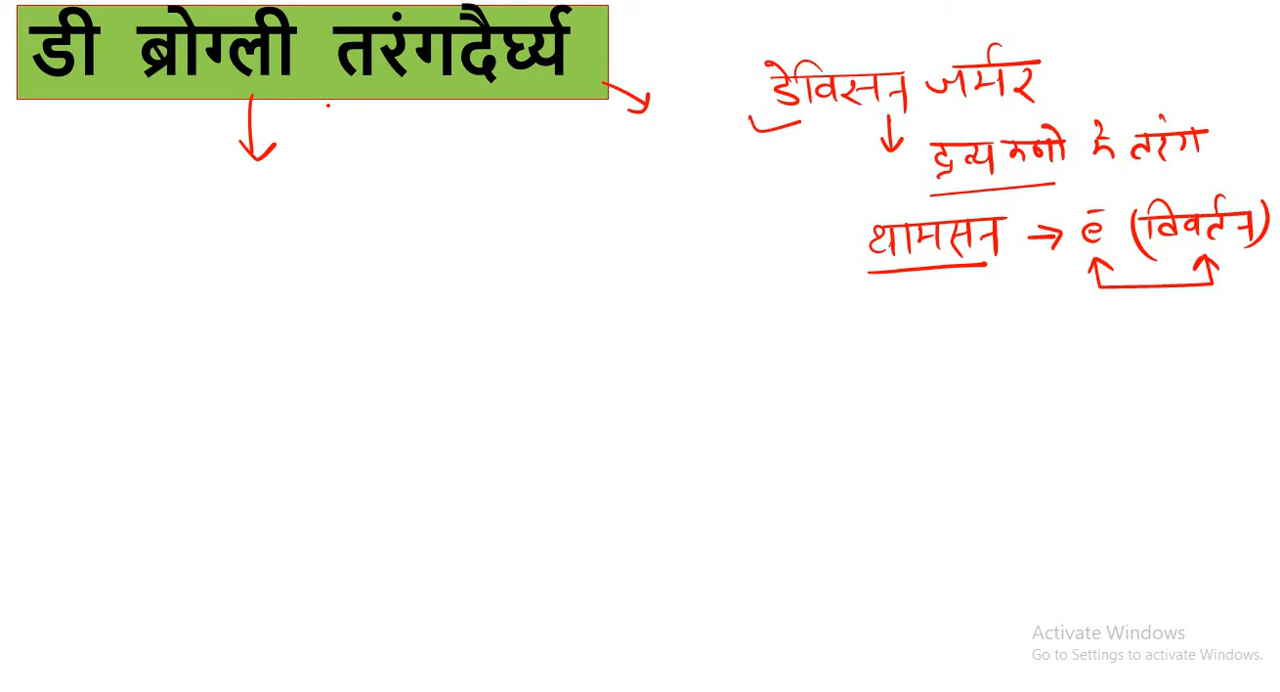 डी ब्रोग्ली तरंगदैर्घ्य
डेविसन जर्मर
द्रव्य कणो के तरंग
थामसन → e⁻ (विवर्तन)
Activate Windows
Go to Settings to activate Windows.